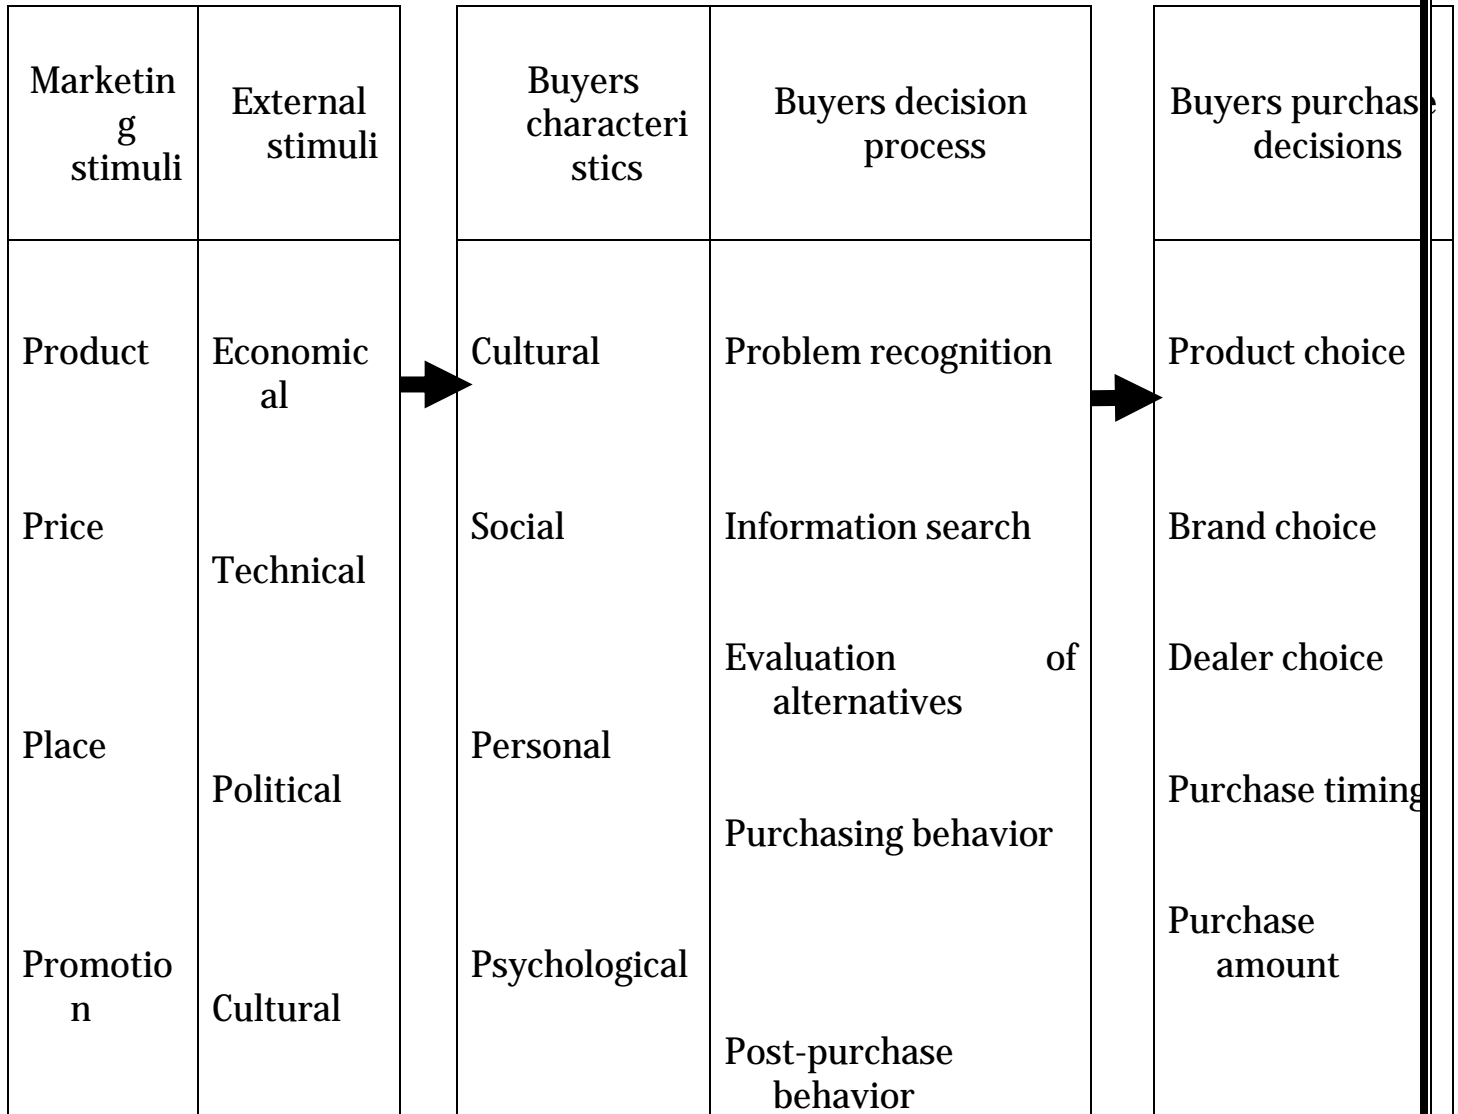 Marketin
g
stimuli
External
stimuli
Buyers
characteri
stics
Buyers decision
process
Buyers purchase
decisions
Product
Price
Place
Promotio
n
Economic
al
Technical
Political
Cultural
Cultural
Social
Personal
Psychological
Problem recognition
Information search
Evaluation of
alternatives
Purchasing behavior
Post-purchase
behavior
Product choice
Brand choice
Dealer choice
Purchase timing
Purchase
amount